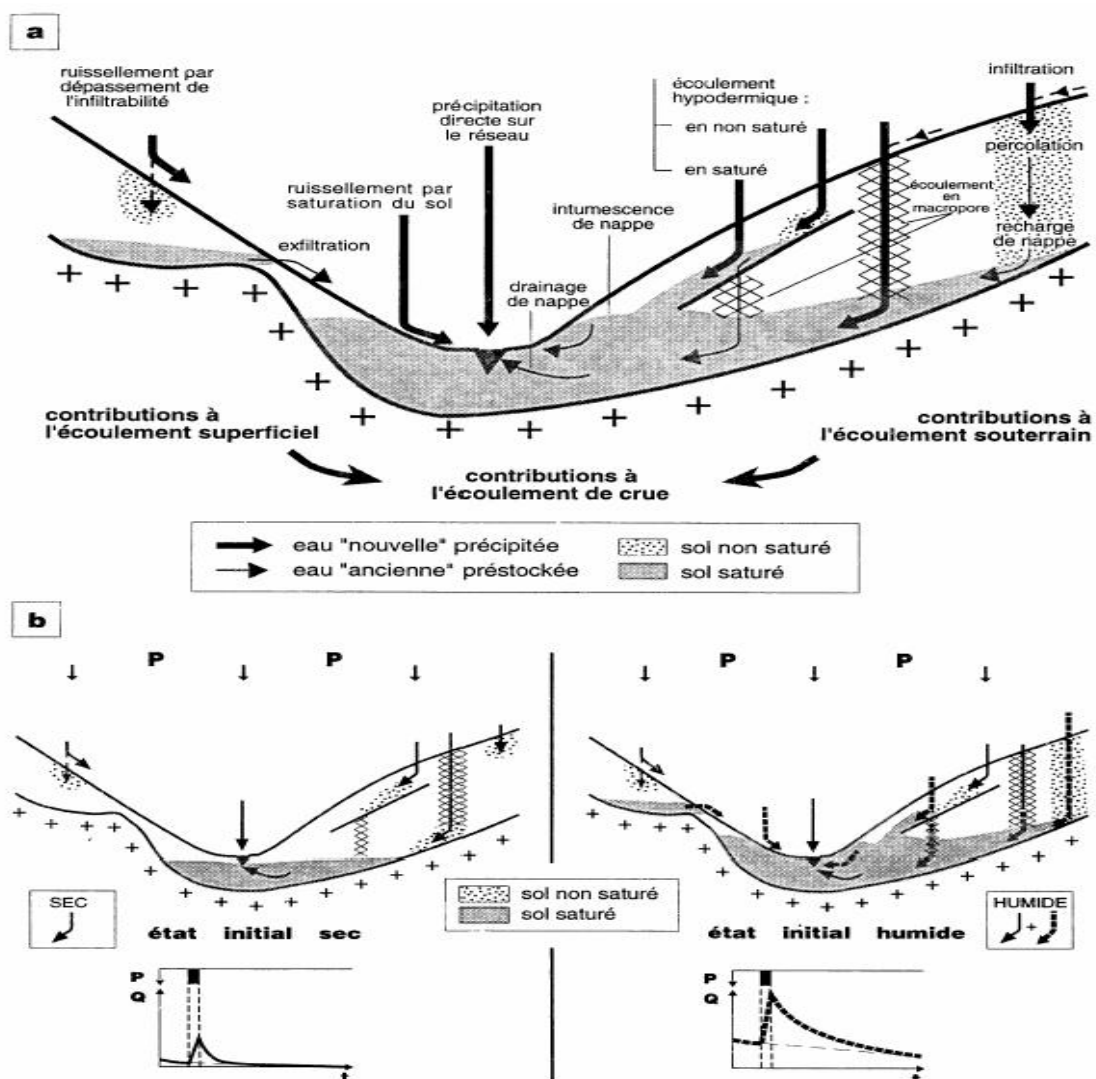 a
ruissellement par
dépassement de
l'infiltrabilité
précipitation
directe sur
le réseau
écoulement
hypodermique :
en non saturé
en saturé
infiltration
percolation
écoulement
en
macropore
recharge
de nappe
ruissellement par
saturation du sol
intumescence
de nappe
exfiltration
drainage
de nappe
contributions à
l'écoulement superficiel
contributions à
l'écoulement souterrain
contributions à
l'écoulement de crue
eau "nouvelle" précipitée
sol non saturé
eau "ancienne" préstockée
sol saturé
b
P P
P P
SEC
état initial sec
sol non saturé
sol saturé
état initial humide
HUMIDE
+
P
Q
t
P
Q
t